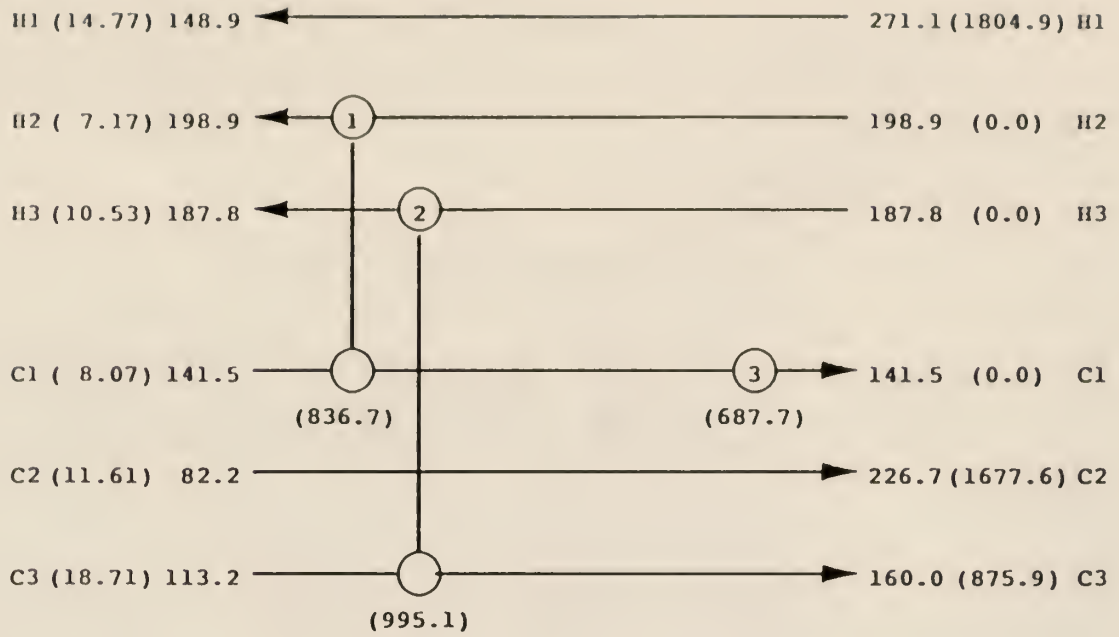 H1 (14.77) 148.9 271.1 (1804.9) H1
H2 ( 7.17) 198.9 1 198.9 (0.0) H2
H3 (10.53) 187.8 2 187.8 (0.0) H3
C1 ( 8.07) 141.5 3 141.5 (0.0) C1
(836.7) (687.7)
C2 (11.61) 82.2 226.7 (1677.6) C2
C3 (18.71) 113.2 160.0 (875.9) C3
(995.1)